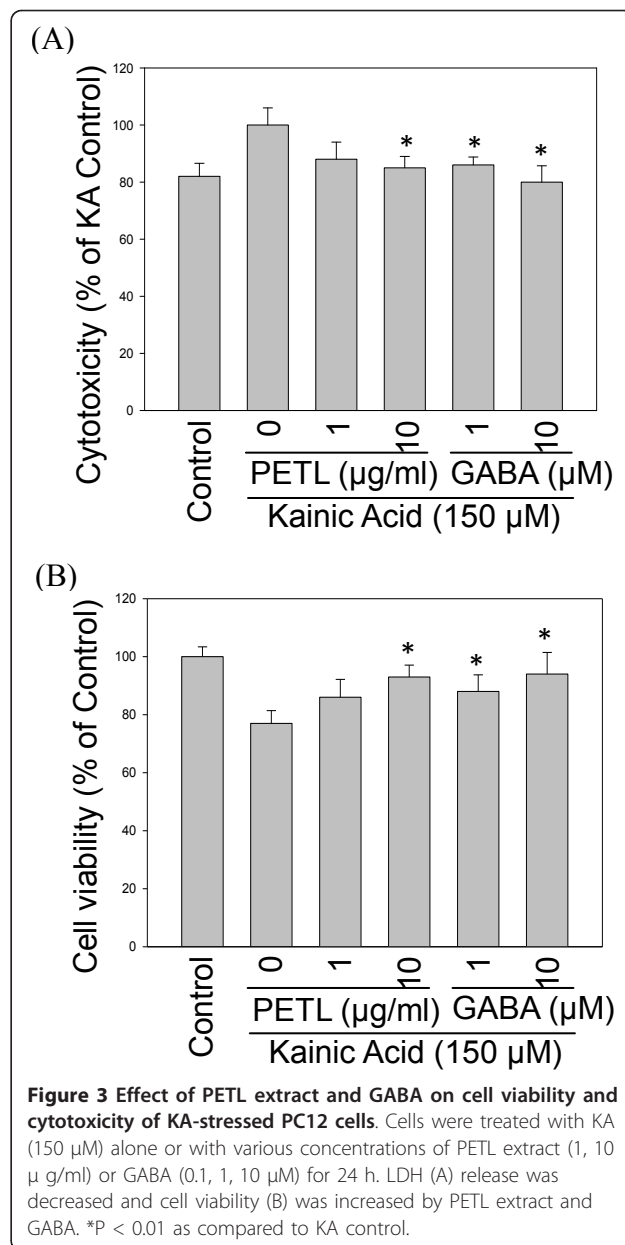 (A)
Cytotoxicity (% of KA Control)
120
100
80
60
40
20
0
Control
0
1
10
1
10
PETL (µg/ml)
GABA (µM)
Kainic Acid (150 µM)
*
*
*
(B)
Cell viability (% of Control)
120
100
80
60
40
20
0
Control
0
1
10
1
10
PETL (µg/ml)
GABA (µM)
Kainic Acid (150 µM)
*
*
*
Figure 3 Effect of PETL extract and GABA on cell viability and
cytotoxicity of KA-stressed PC12 cells. Cells were treated with KA
(150 µM) alone or with various concentrations of PETL extract (1, 10
µ g/ml) or GABA (0.1, 1, 10 µM) for 24 h. LDH (A) release was
decreased and cell viability (B) was increased by PETL extract and
GABA. *P < 0.01 as compared to KA control.